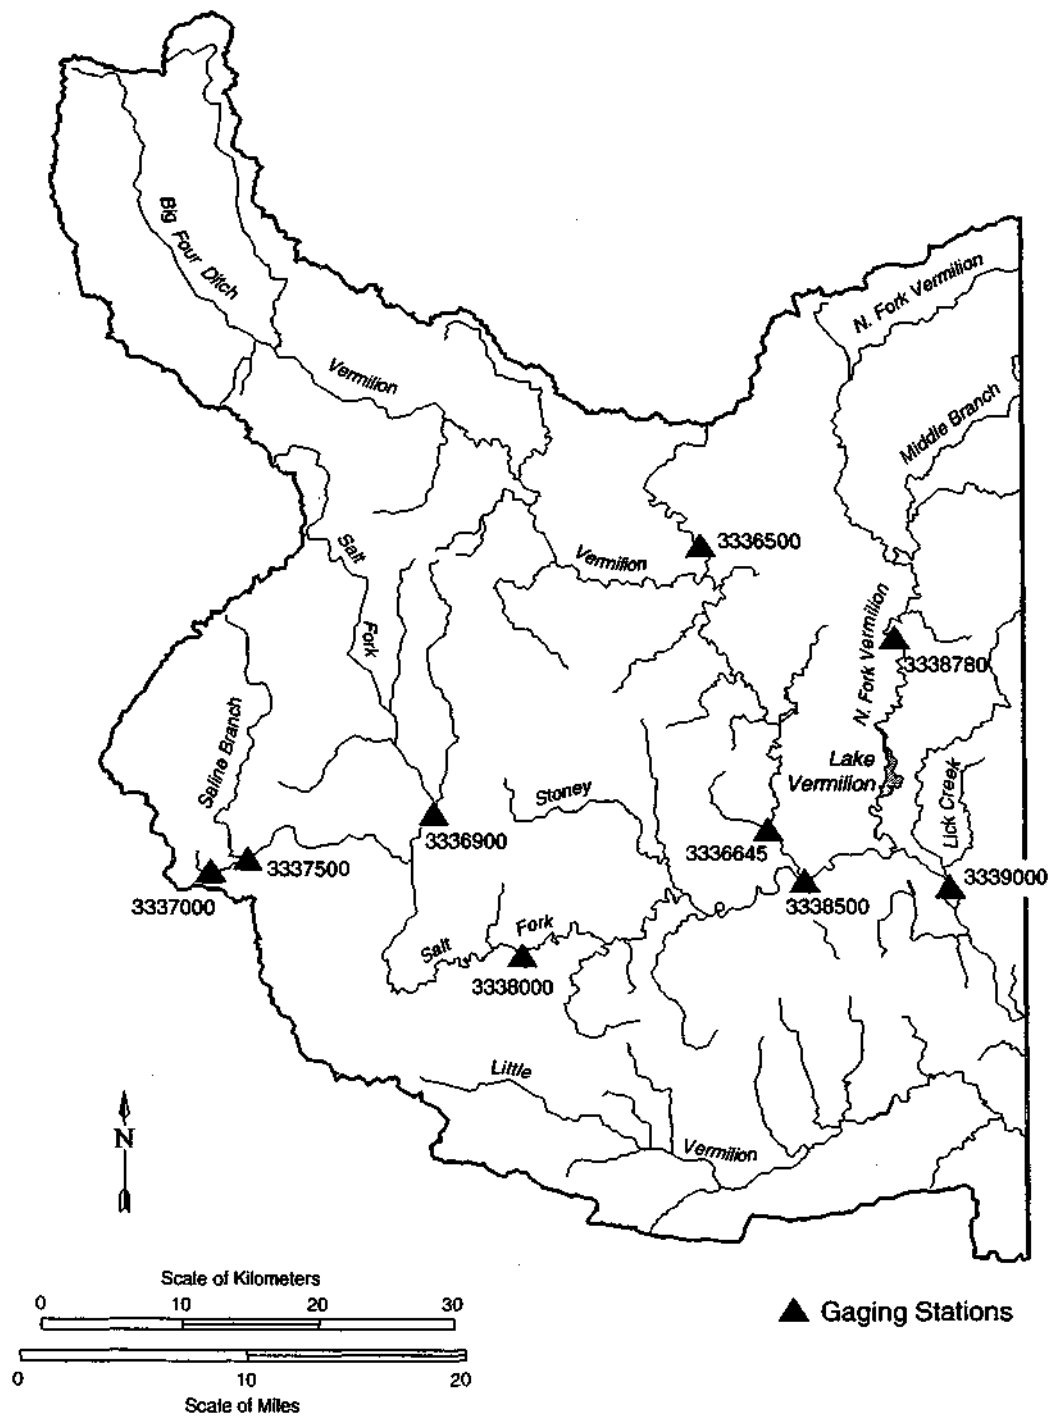 Big Four Ditch
N. Fork Vermilion
Vermilion
Middle Branch
Salt
Fork
Vermilion
3336500
N. Fork Vermilion
3338780
Saline Branch
Lake
Vermilion
Lick Creek
Stoney
3336900
3336645
3337500
3339000
3337000
3338500
Salt
Fork
3338000
Little
Vermilion
N
Scale of Kilometers
0 10 20 30
Gaging Stations
0 10 20
Scale of Miles